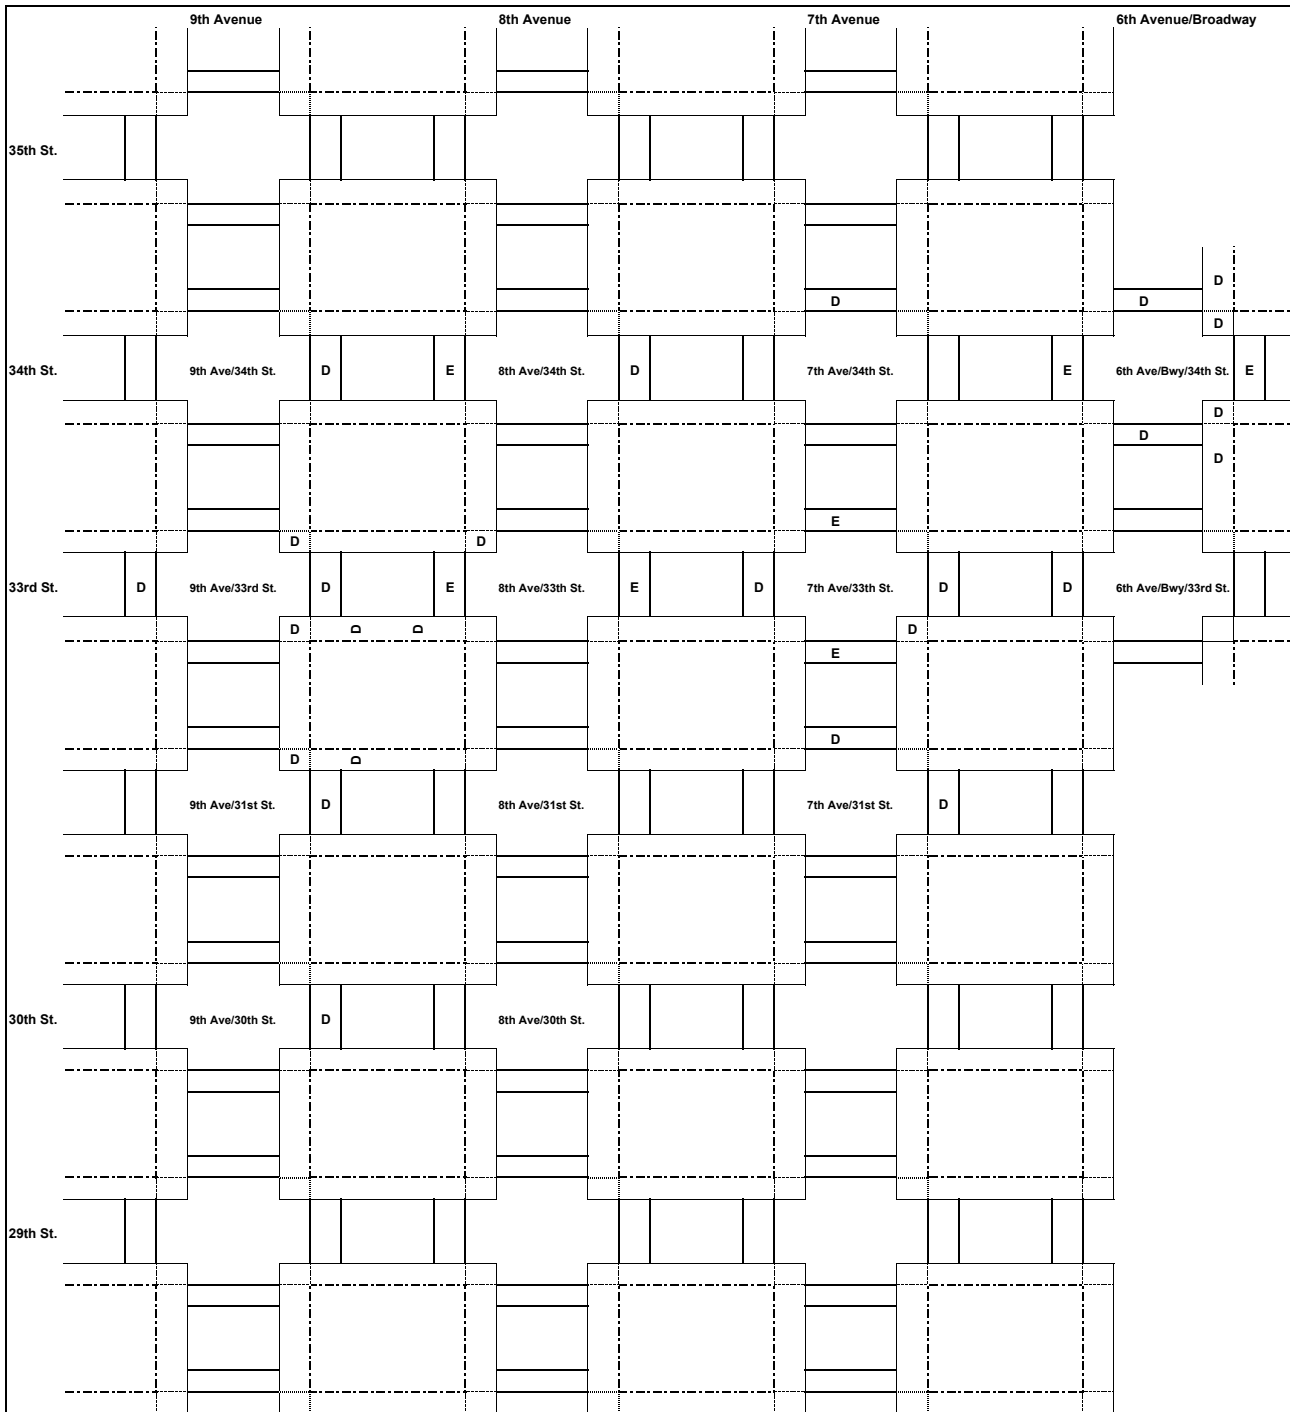 9th Avenue 8th Avenue 7th Avenue 6th Avenue/Broadway
35th St.
D
D D
D
34th St. 9th Ave/34th St. D E 8th Ave/34th St. D 7th Ave/34th St. E 6th Ave/Bwy/34th St. E
D
D
D
E
D D
33rd St. D 9th Ave/33rd St. D E 8th Ave/33th St. E D 7th Ave/33th St. D D 6th Ave/Bwy/33rd St.
D D D D
E
D
D D
9th Ave/31st St. D 8th Ave/31st St. 7th Ave/31st St. D
30th St. 9th Ave/30th St. D 8th Ave/30th St.
29th St.